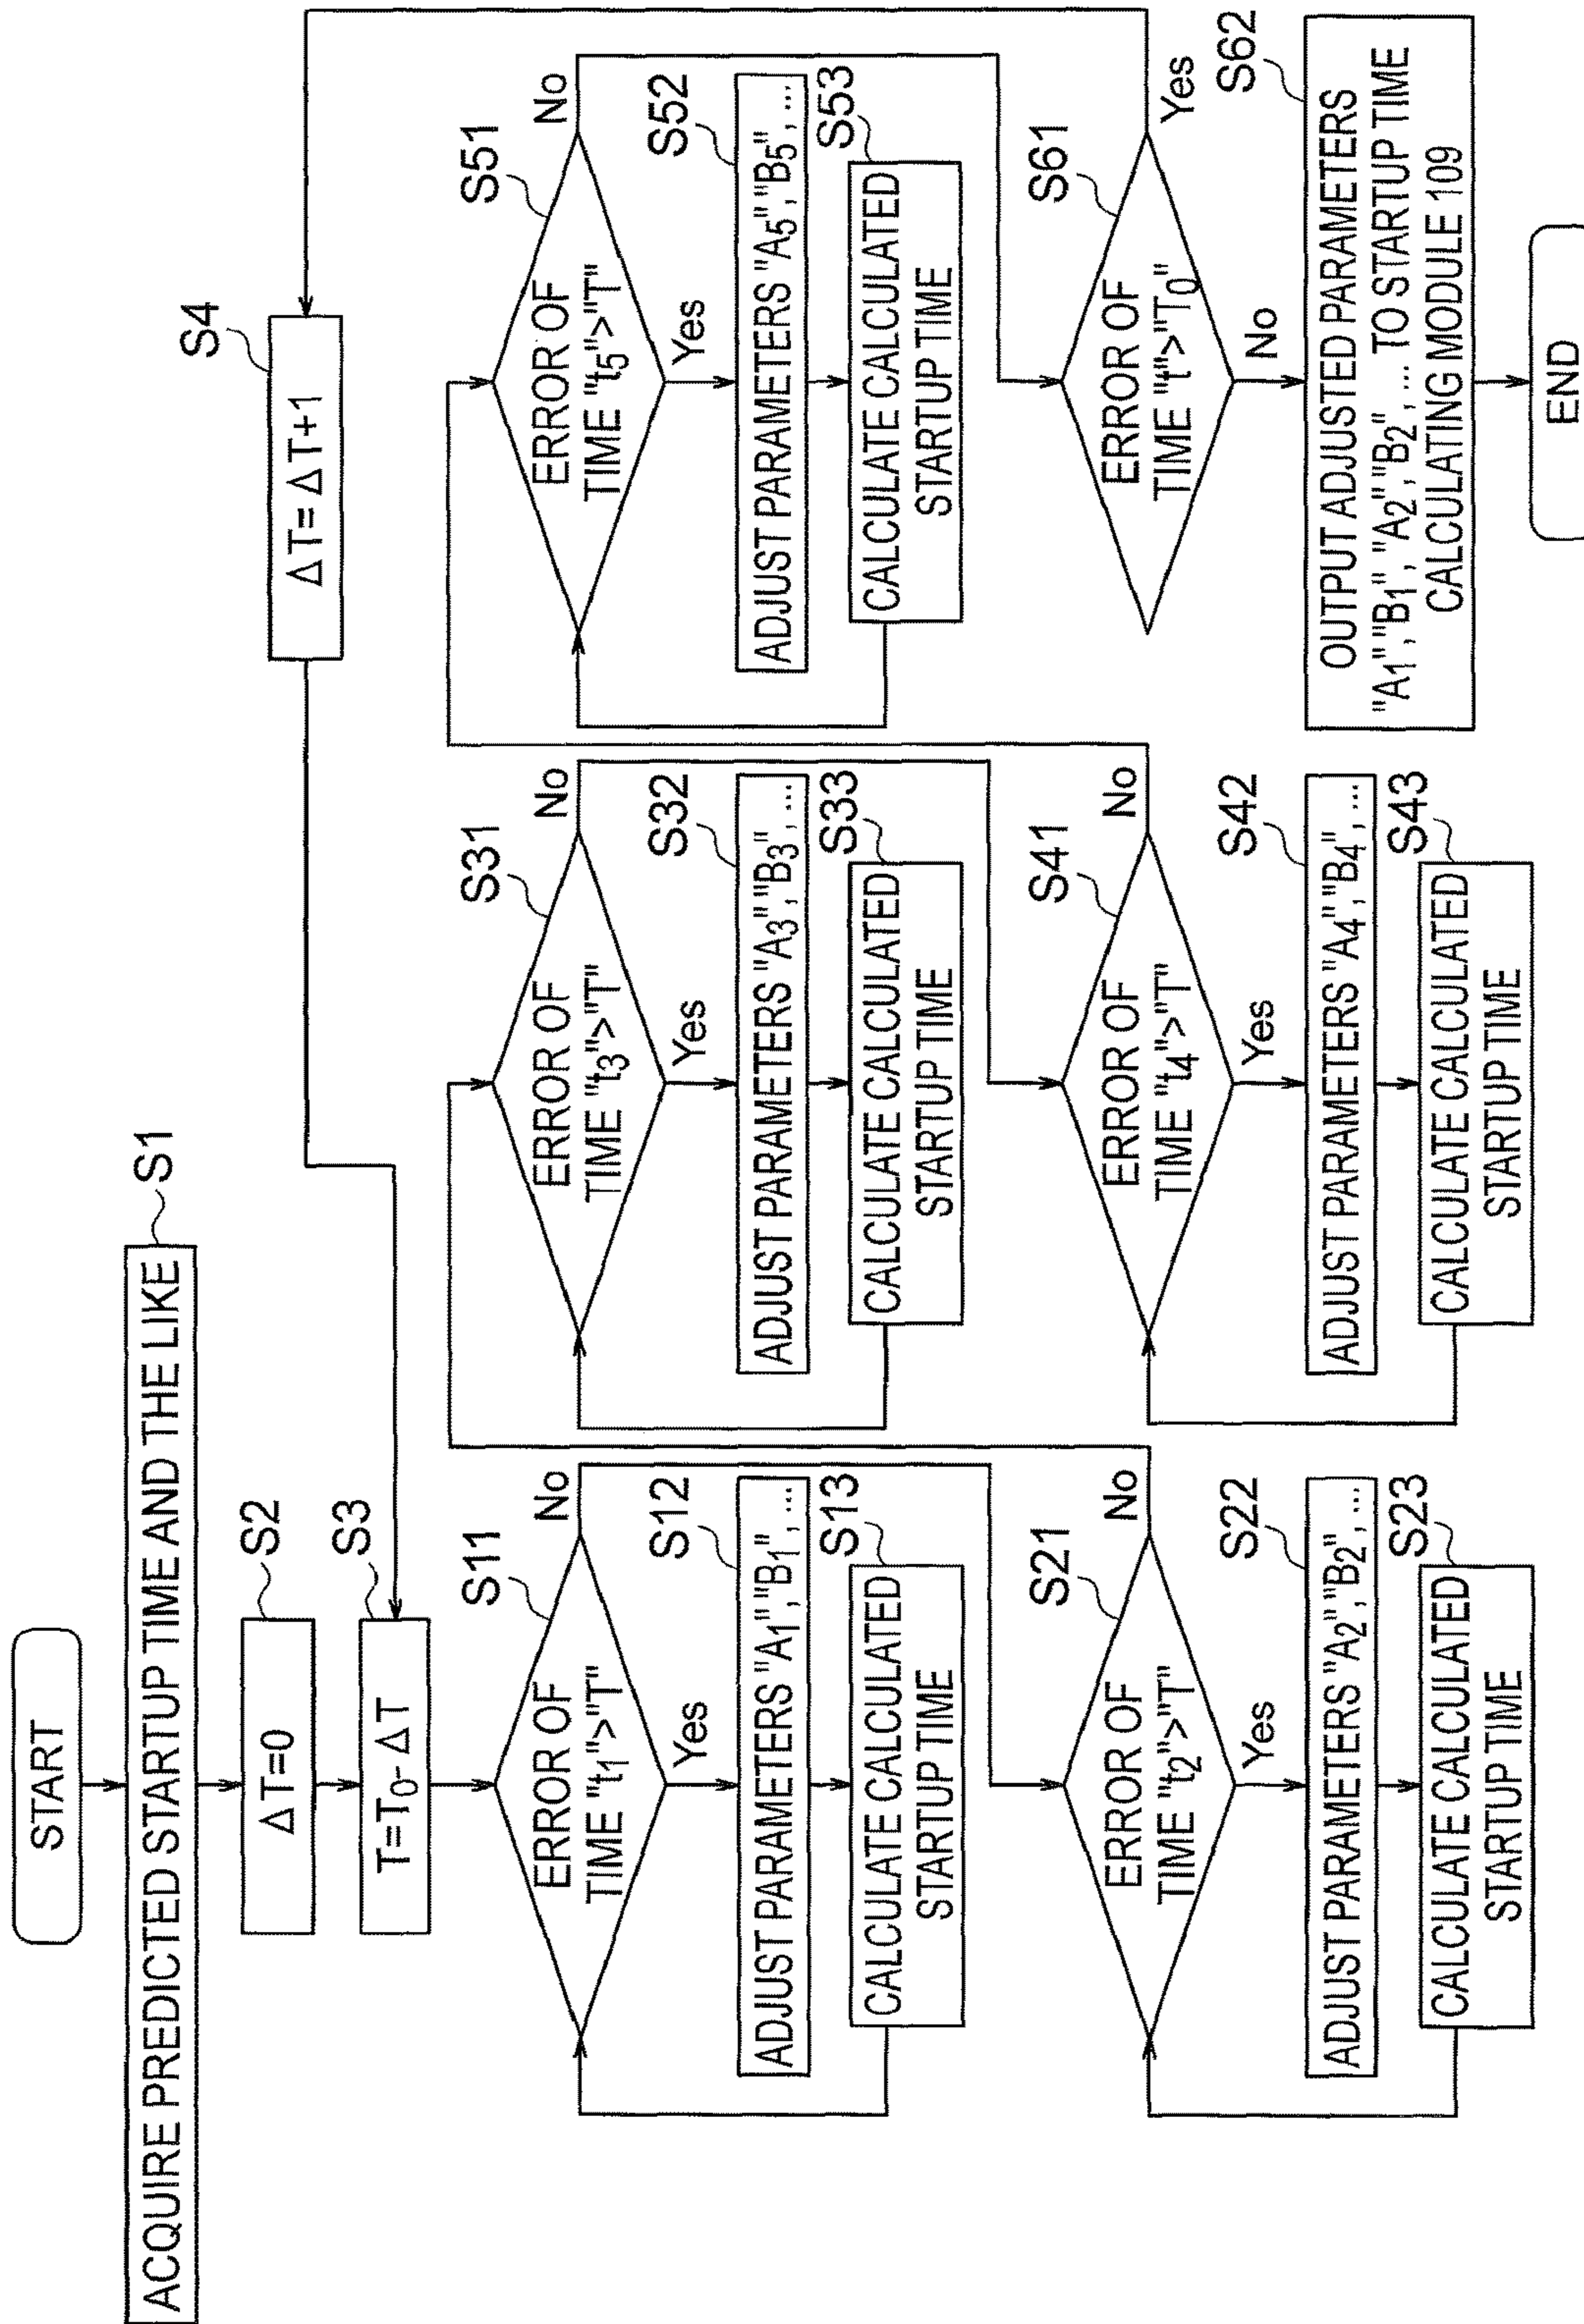 START
ACQUIRE PREDICTED STARTUP TIME AND THE LIKE
S1
ΔT=0
S2
T=T₀-ΔT
S3
ΔT=ΔT+1
S4
ERROR OF
TIME "t₁">"T"
S11
No
Yes
ADJUST PARAMETERS "A₁","B₁", ...
S12
CALCULATE CALCULATED
STARTUP TIME
S13
ERROR OF
TIME "t₂">"T"
S21
No
Yes
ADJUST PARAMETERS "A₂","B₂", ...
S22
CALCULATE CALCULATED
STARTUP TIME
S23
ERROR OF
TIME "t₃">"T"
S31
No
Yes
ADJUST PARAMETERS "A₃","B₃", ...
S32
CALCULATE CALCULATED
STARTUP TIME
S33
ERROR OF
TIME "t₄">"T"
S41
No
Yes
ADJUST PARAMETERS "A₄","B₄", ...
S42
CALCULATE CALCULATED
STARTUP TIME
S43
ERROR OF
TIME "t₅">"T"
S51
No
Yes
ADJUST PARAMETERS "A₅","B₅", ...
S52
CALCULATE CALCULATED
STARTUP TIME
S53
ERROR OF
TIME "t">"T₀"
S61
Yes
No
OUTPUT ADJUSTED PARAMETERS
"A₁","B₁", "A₂","B₂", ... TO STARTUP TIME
CALCULATING MODULE 109
S62
END